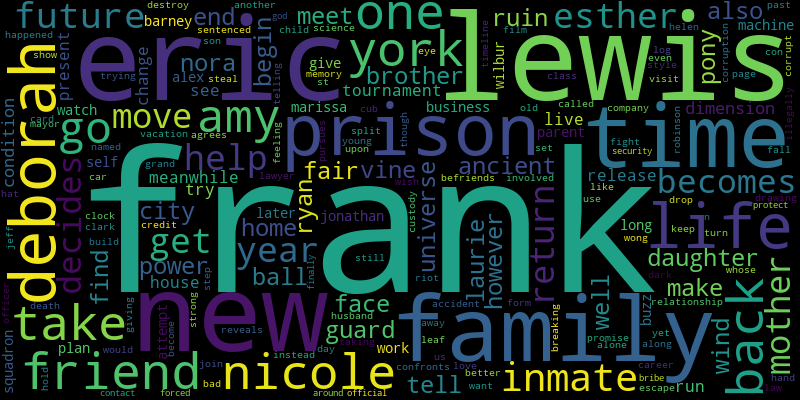 future barney end meet one esther also
destroy another god past
happened sentenced child science machine
show steal son film helen even corruption con corrupt
eric lewis
york ruin pony
nora begin give eye timeline log style page
present trying change alex brother wilbur class visit
deborah watch see telling memory st tournament called company
card mayor go move amy marissa business old dimension
condition prison time
vacation agrees cub pursues split though live parent fight security robinson fall
self named help young upon set
decides car grand feeling fair vine ancient release becomes
hat meanwhile lawyer wish befriends involved like use drop drawing illegally protect
try ryan jonathan
clock city later custody universe return life
clark credit home laurie long keep turn
jeff find build get year still however wong whose
power ball riot daughter
house step finally dark
frank
officer death giving strong new face accident form well make relationship
squadron attempt reveals husband family buzz
take become guard away breaking promise yet back mother
plan would taking day leaf us alone along wind
hold join instead work confronts love career
friend nicole bad tell better want inmate bribe escape run hand law
contact forced around official